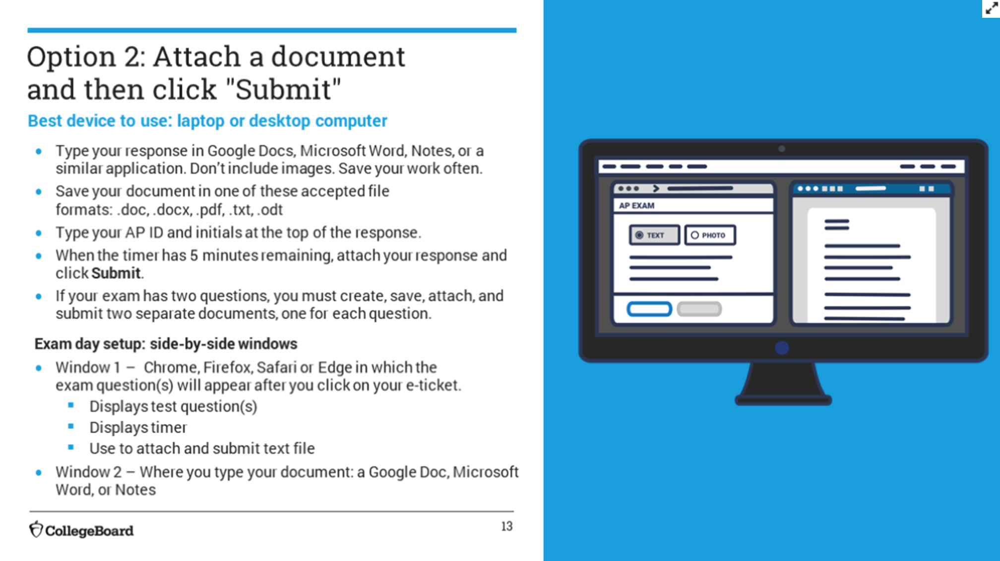 Option 2: Attach a document
and then click "Submit"
Best device to use: laptop or desktop computer
• Type your response in Google Docs, Microsoft Word, Notes, or a
similar application. Don't include images. Save your work often.
• Save your document in one of these accepted file
formats: .doc, .docx, .pdf, .txt, .odt
• Type your AP ID and initials at the top of the response.
• When the timer has 5 minutes remaining, attach your response and
click Submit.
• If your exam has two questions, you must create, save, attach, and
submit two separate documents, one for each question.
Exam day setup: side-by-side windows
• Window 1 – Chrome, Firefox, Safari or Edge in which the
exam question(s) will appear after you click on your e-ticket.
▪ Displays test question(s)
▪ Displays timer
▪ Use to attach and submit text file
• Window 2 – Where you type your document: a Google Doc, Microsoft
Word, or Notes
CollegeBoard
13
AP EXAM
TEXT
PHOTO